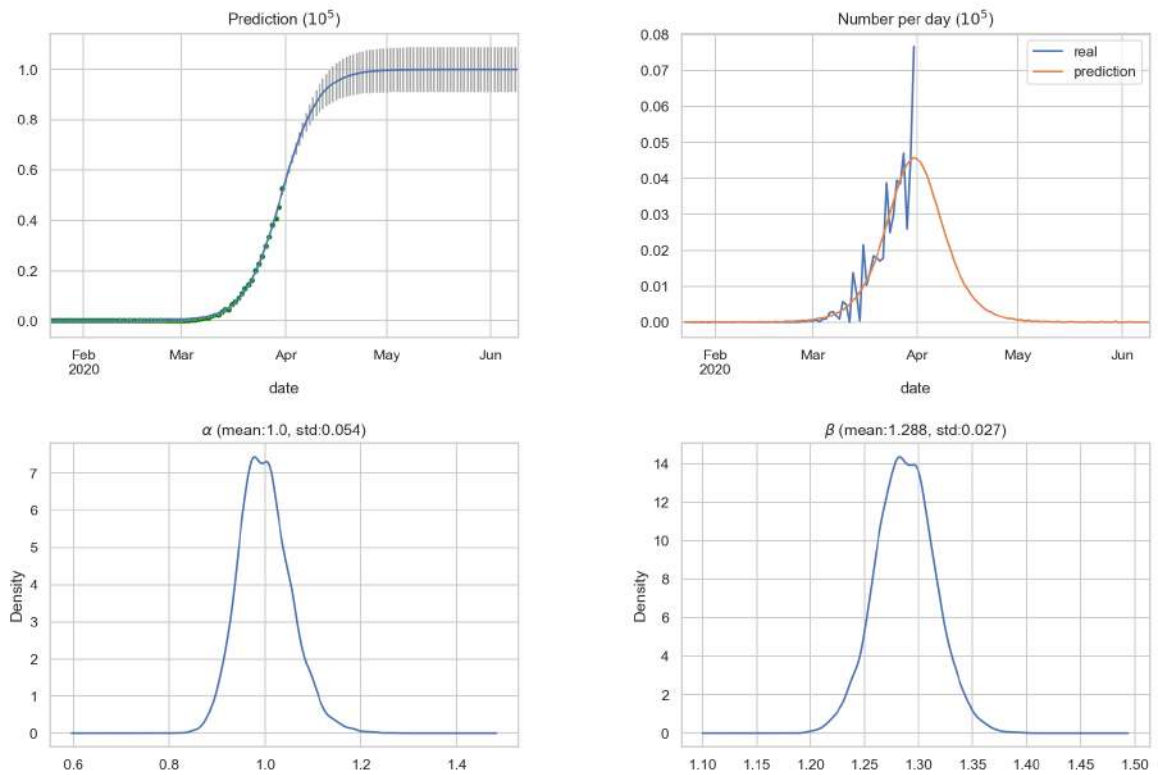 Prediction (10^5)
1.0
0.8
0.6
0.4
0.2
0.0
Feb
2020
Mar
Apr
May
Jun
date
Number per day (10^5)
0.08
0.07
0.06
0.05
0.04
0.03
0.02
0.01
0.00
real
prediction
Feb
2020
Mar
Apr
May
Jun
date
α (mean:1.0, std:0.054)
Density
7
6
5
4
3
2
1
0
0.6
0.8
1.0
1.2
1.4
β (mean:1.288, std:0.027)
Density
14
12
10
8
6
4
2
0
1.10
1.15
1.20
1.25
1.30
1.35
1.40
1.45
1.50